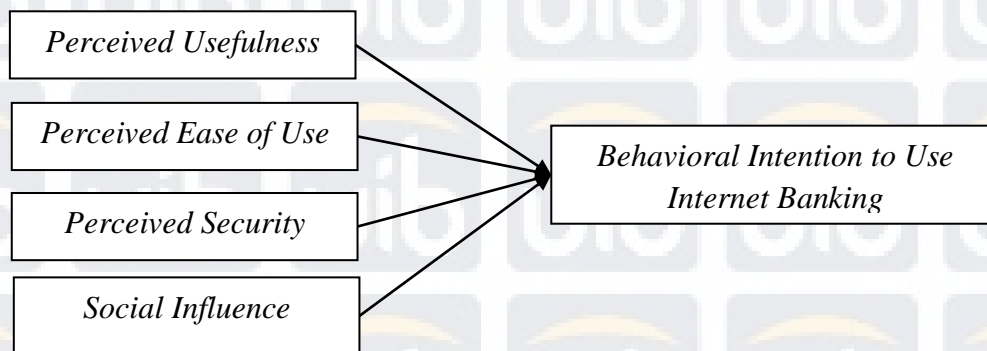 Perceived Usefulness
Perceived Ease of Use
Behavioral Intention to Use
Internet Banking
Perceived Security
Social Influence